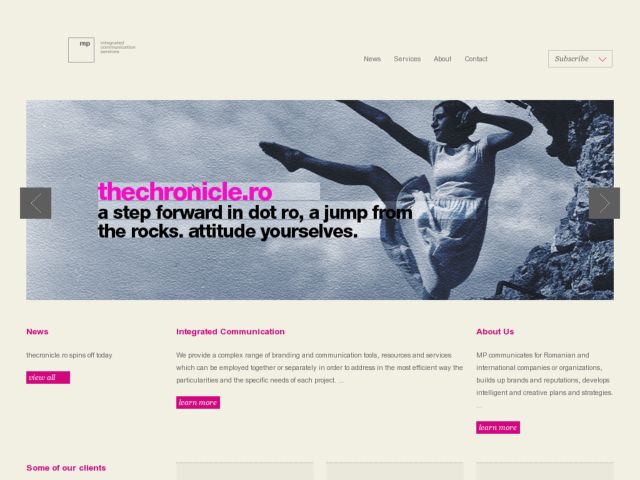 mp
integrated
communication
services
News
Services
About
Contact
Subscribe
thechronicle.ro
a step forward in dot ro, a jump from
the rocks. attitude yourselves.
News
thecronicle.ro spins off today.
view all
Integrated Communication
We provide a complex range of branding and communication tools, resources and services
which can be employed together or separately in order to address in the most efficient way the
particularities and the specific needs of each project. ...
learn more
About Us
MP communicates for Romanian and
international companies or organizations,
builds up brands and reputations, develops
intelligent and creative plans and strategies.
...
learn more
Some of our clients